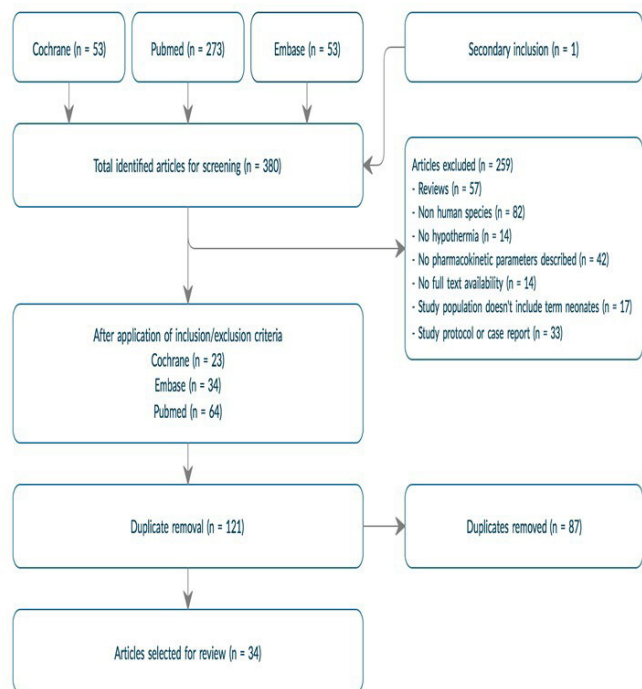 Cochrane (n = 53)
Pubmed (n = 273)
Embase (n = 53)
Secondary inclusion (n = 1)
Total identified articles for screening (n = 380)
Articles excluded (n = 259)
- Reviews (n = 57)
- Non human species (n = 82)
- No hypothermia (n = 14)
- No pharmacokinetic parameters described (n = 42)
- No full text availability (n = 14)
- Study population doesn't include term neonates (n = 17)
- Study protocol or case report (n = 33)
After application of inclusion/exclusion criteria
Cochrane (n = 23)
Embase (n = 34)
Pubmed (n = 64)
Duplicate removal (n = 121)
Duplicates removed (n = 87)
Articles selected for review (n = 34)